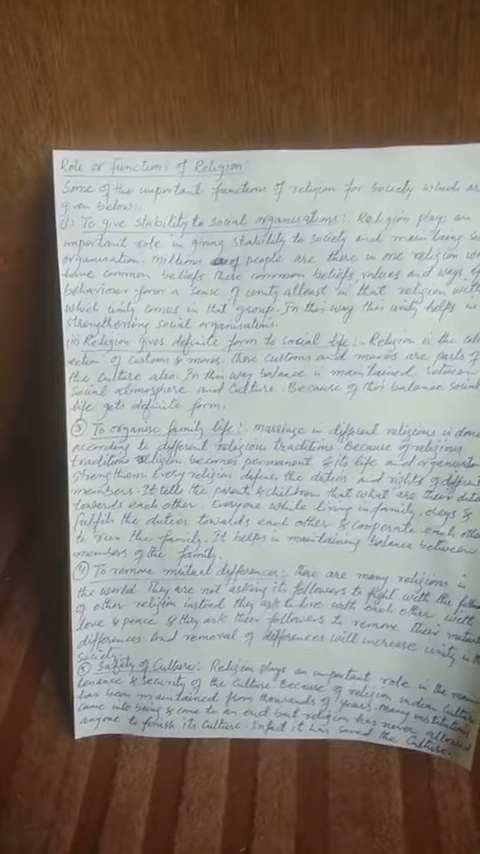 Role or functions of Religion:
Some of the important functions of religion for society which are
given below:
(i) To give stability to social organisations:- Religion plays an
important role in giving stability to society and main being so
organisation. Millions of people are there in one religion wh
have common beliefs These common beliefs, values and ways of
behaviour form a sense of unity atleast in that religion with
which unity comes in that group. In this way this unity helps in
strengthening social organisations.
(ii) Religion gives definite form to social life:- Religion is the coll
ection of customs & mores. These customs and mores are parts of
the culture also. In this way balance is maintained between
social atmosphere and Culture. Because of this balance social
life gets definite form.
(3) To organise family life:- marriage in different religions is done
according to different religious traditions. Because of religious
tradition religion becomes permanent & its life and organisation
strengthens. Every religion defines the duties and rights of different
members. It tells the parents & children that what are their duties
towards each other. Everyone while living in family, obeys &
fulfils the duties towards each other & cooperate each other
to run the family. It helps in maintaining balance between
members of the family.
(4) To remove mutual differences:- There are many religions in
the world. They are not asking its followers to fight with the follo
of other religion instead they ask to live with each other with
love & peace & they ask their followers to remove their mutual
differences. And removal of differences will increase unity in the
society.
(5) Safety of Culture:- Religion plays an important role in the main
tenance & security of the Culture. Because of religion Indian Culture
has been maintained from thousands of years. Many institutions
came into being & come to an end but religion has never allowed
anyone to finish its Culture. Infact it has saved the Culture.